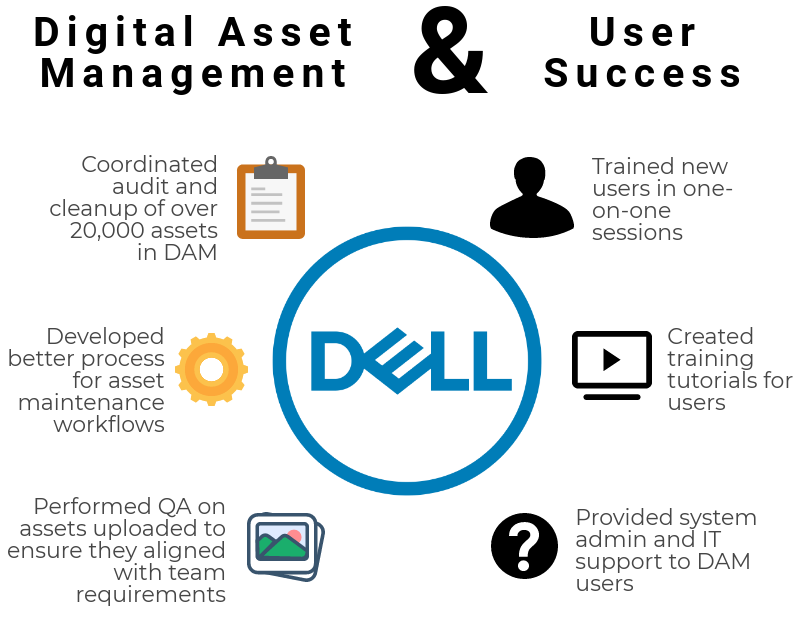 Digital Asset
Management
&
User
Success
Coordinated
audit and
cleanup of over
20,000 assets
in DAM
Developed
better process
for asset
maintenance
workflows
Performed QA on
assets uploaded to
ensure they aligned
with team
requirements
DELL
Trained new
users in one-
on-one
sessions
Created
training
tutorials for
users
?
Provided system
admin and IT
support to DAM
users